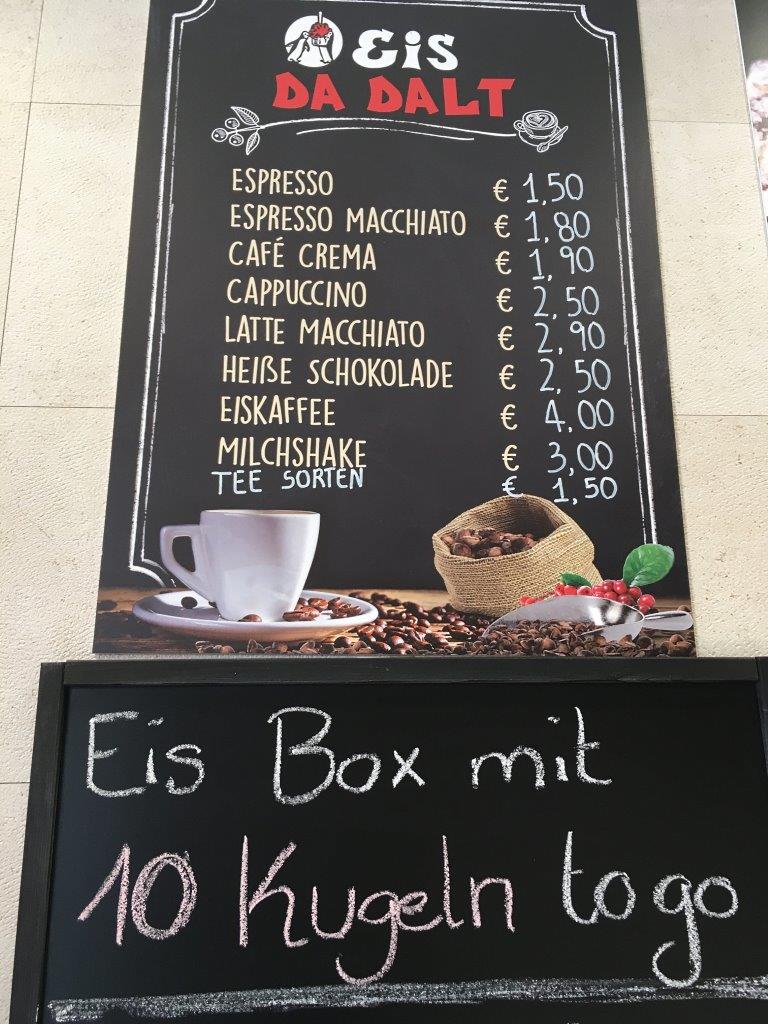 Eis
DA DALT
ESPRESSO € 1,50
ESPRESSO MACCHIATO € 1,80
CAFÉ CREMA € 1,90
CAPPUCCINO € 2,50
LATTE MACCHIATO € 2,90
HEIßE SCHOKOLADE € 2,50
EISKAFFEE € 4,00
MILCHSHAKE € 3,00
TEE SORTEN € 1,50
Eis Box mit
10 Kugeln to go